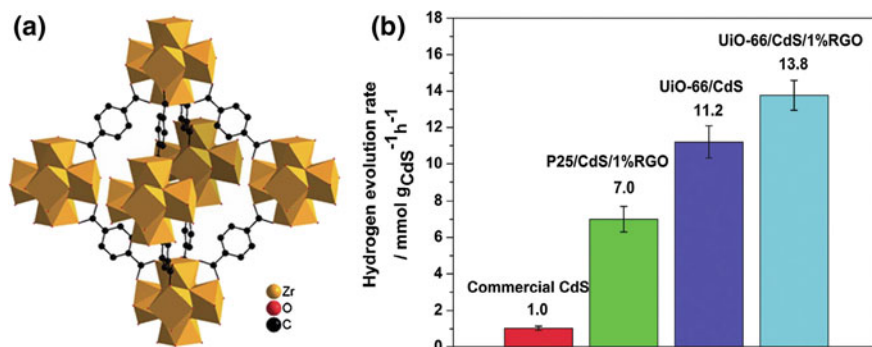 (a)
Zr
O
C
(b)
Hydrogen evolution rate
/ mmol gCdS⁻¹h⁻¹
18
16
14
12
10
8
6
4
2
0
Commercial CdS
1.0
P25/CdS/1%RGO
7.0
UiO-66/CdS
11.2
UiO-66/CdS/1%RGO
13.8